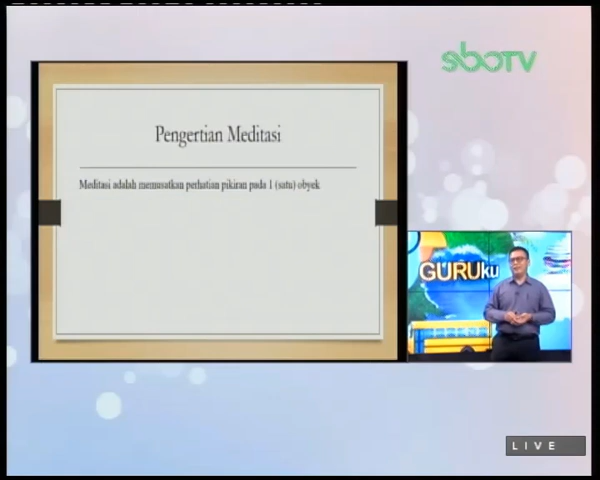 sboTV
Pengertian Meditasi
Meditasi adalah memusatkan perhatian pikiran pada 1 (satu) obyek
GURUku
LIVE